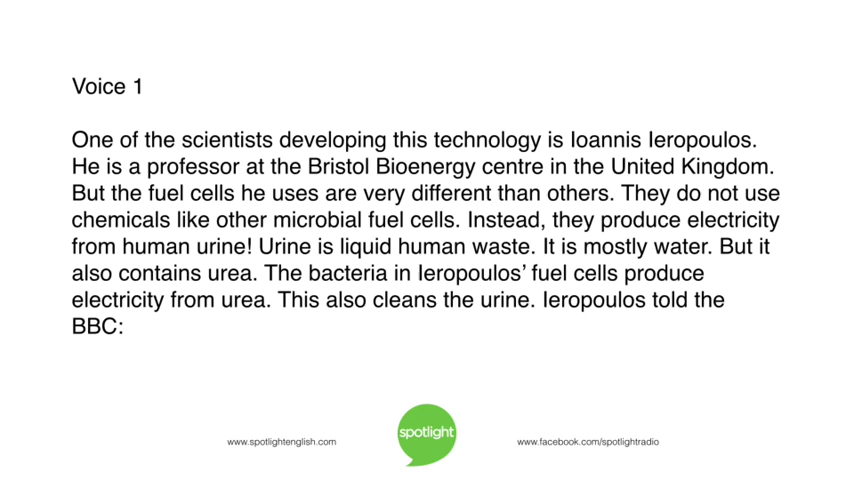 Voice 1
One of the scientists developing this technology is Ioannis Ieropoulos.
He is a professor at the Bristol Bioenergy centre in the United Kingdom.
But the fuel cells he uses are very different than others. They do not use
chemicals like other microbial fuel cells. Instead, they produce electricity
from human urine! Urine is liquid human waste. It is mostly water. But it
also contains urea. The bacteria in Ieropoulos’ fuel cells produce
electricity from urea. This also cleans the urine. Ieropoulos told the
BBC:
www.spotlightenglish.com
spotlight
www.facebook.com/spotlightradio